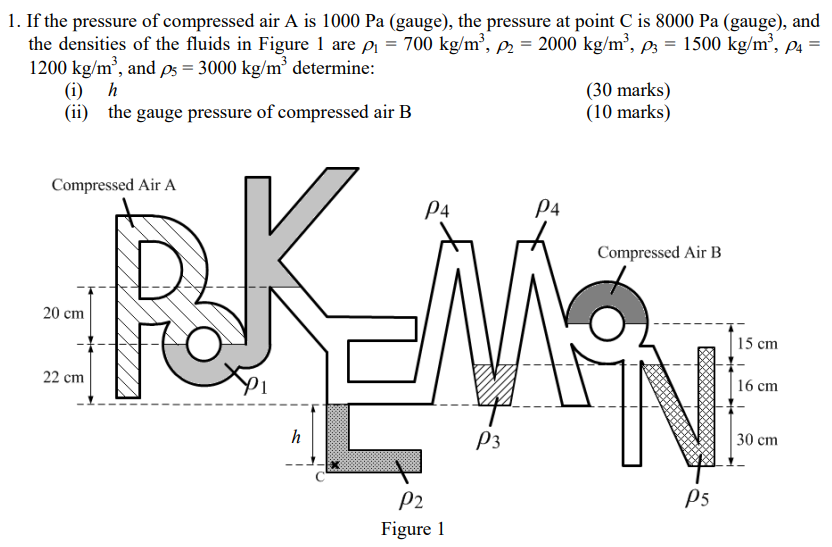 1. If the pressure of compressed air A is 1000 Pa (gauge), the pressure at point C is 8000 Pa (gauge), and
the densities of the fluids in Figure 1 are ρ₁ = 700 kg/m³, ρ₂ = 2000 kg/m³, ρ₃ = 1500 kg/m³, ρ₄ =
1200 kg/m³, and ρ₅ = 3000 kg/m³ determine:
(i) h (30 marks)
(ii) the gauge pressure of compressed air B (10 marks)
Compressed Air A
ρ4 ρ4
Compressed Air B
20 cm
15 cm
22 cm
ρ1
16 cm
h
ρ3
30 cm
C
ρ2
ρ5
Figure 1